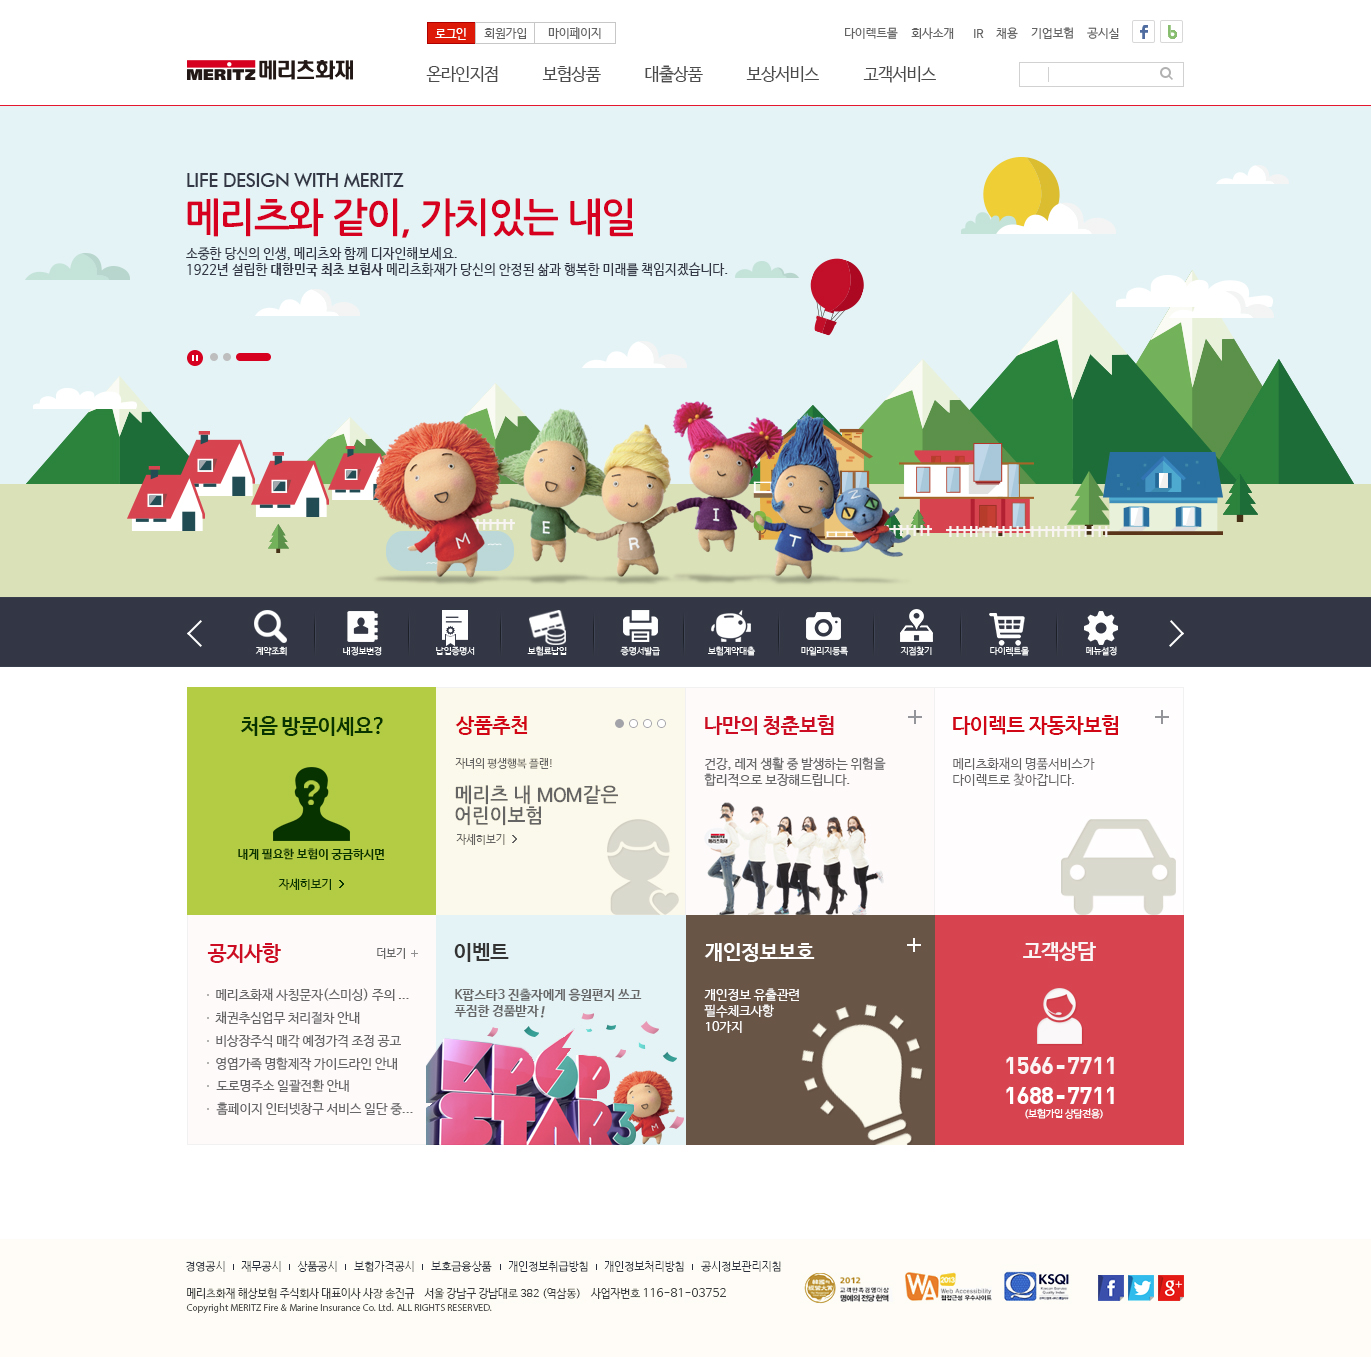 로그인 회원가입 마이페이지
다이렉트몰 회사소개 IR 채용 기업보험 공시실
MERITZ 메리츠화재
온라인지점 보험상품 대출상품 보상서비스 고객서비스
LIFE DESIGN WITH MERITZ
메리츠와 같이, 가치있는 내일
소중한 당신의 인생, 메리츠와 함께 디자인해보세요.
1922년 설립한 대한민국 최초 보험사 메리츠화재가 당신의 안정된 삶과 행복한 미래를 책임지겠습니다.
M E R I T Z
계약조회 내정보변경 납입증명서 보험료납입 증명서발급 보험계약대출 마일리지등록 지점찾기 다이렉트몰 메뉴설정
처음 방문이세요?
?
내게 필요한 보험이 궁금하시면
자세히보기
상품추천
자녀의 평생행복 플랜!
메리츠 내 MOM같은
어린이보험
자세히보기
나만의 청춘보험
건강, 레저 생활 중 발생하는 위험을
합리적으로 보장해드립니다.
MERITZ
메리츠화재
다이렉트 자동차보험
메리츠화재의 명품서비스가
다이렉트로 찾아갑니다.
공지사항 더보기
메리츠화재 사칭문자(스미싱) 주의 ...
채권추심업무 처리절차 안내
비상장주식 매각 예정가격 조정 공고
영엽가족 명함제작 가이드라인 안내
도로명주소 일괄전환 안내
홈페이지 인터넷창구 서비스 일단 중...
이벤트
K팝스타3 진출자에게 응원편지 쓰고
푸짐한 경품받자!
KPOP
STAR3
M
개인정보보호
개인정보 유출관련
필수체크사항
10가지
고객상담
1566-7711
1688-7711
(보험가입 상담전용)
경영공시 재무공시 상품공시 보험가격공시 보호금융상품 개인정보취급방침 개인정보처리방침 공시정보관리지침
메리츠화재 해상보험 주식회사 대표이사 사장 송진규 서울 강남구 강남대로 382 (역삼동) 사업자번호 116-81-03752
Copyright MERITZ Fire & Marine Insurance Co. Ltd. ALL RIGHTS RESERVED.
2012
고객만족경영대상
명예의 전당 헌액
WA 2013
Web Accessibility
웹접근성 우수사이트
KSQI